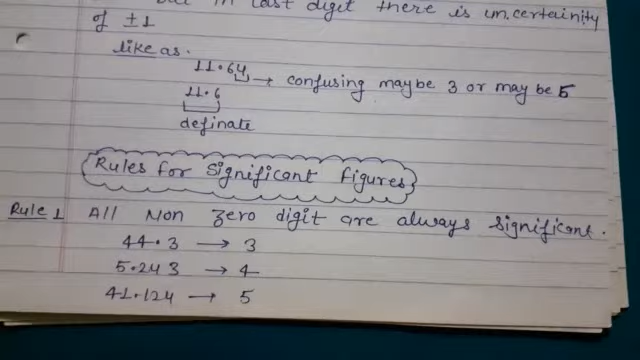 in last digit there is uncertainity
of ±1
like as.
11.64 → confusing maybe 3 or may be 5
11.6
definate
Rules for Significant figures
Rule 1 All Non zero digit are always significant.
44.3 → 3
5.243 → 4
41.124 → 5